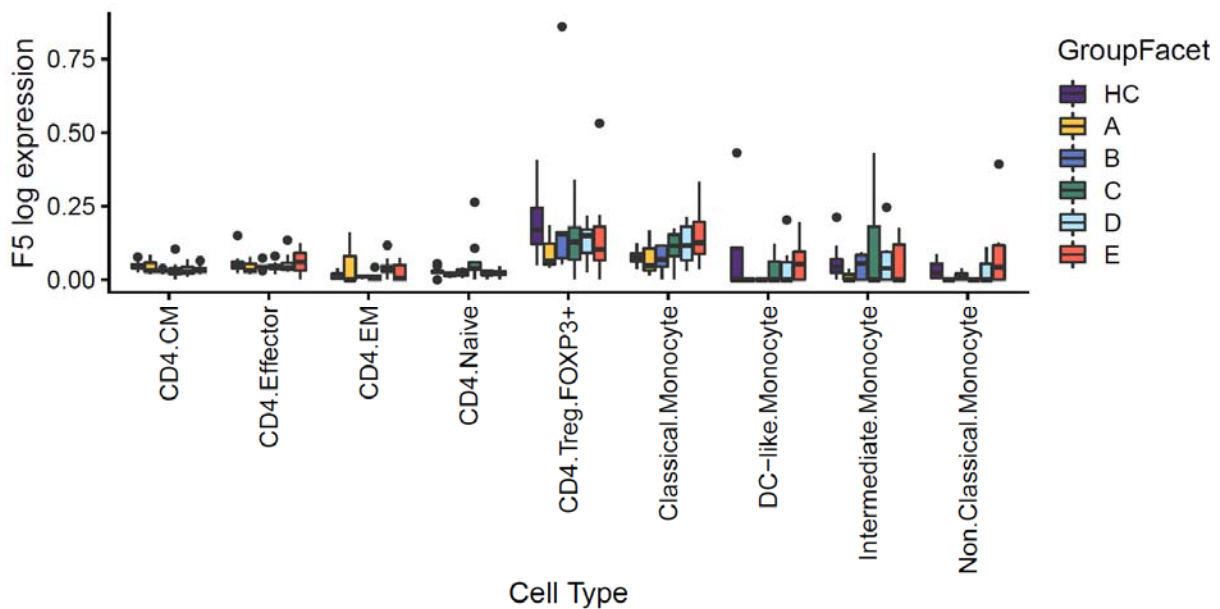 F5 log expression
0.75
0.50
0.25
0.00
CD4.CM
CD4.Effector
CD4.EM
CD4.Naive
CD4.Treg.FOXP3+
Classical.Monocyte
DC−like.Monocyte
Intermediate.Monocyte
Non.Classical.Monocyte
Cell Type
GroupFacet
HC
A
B
C
D
E